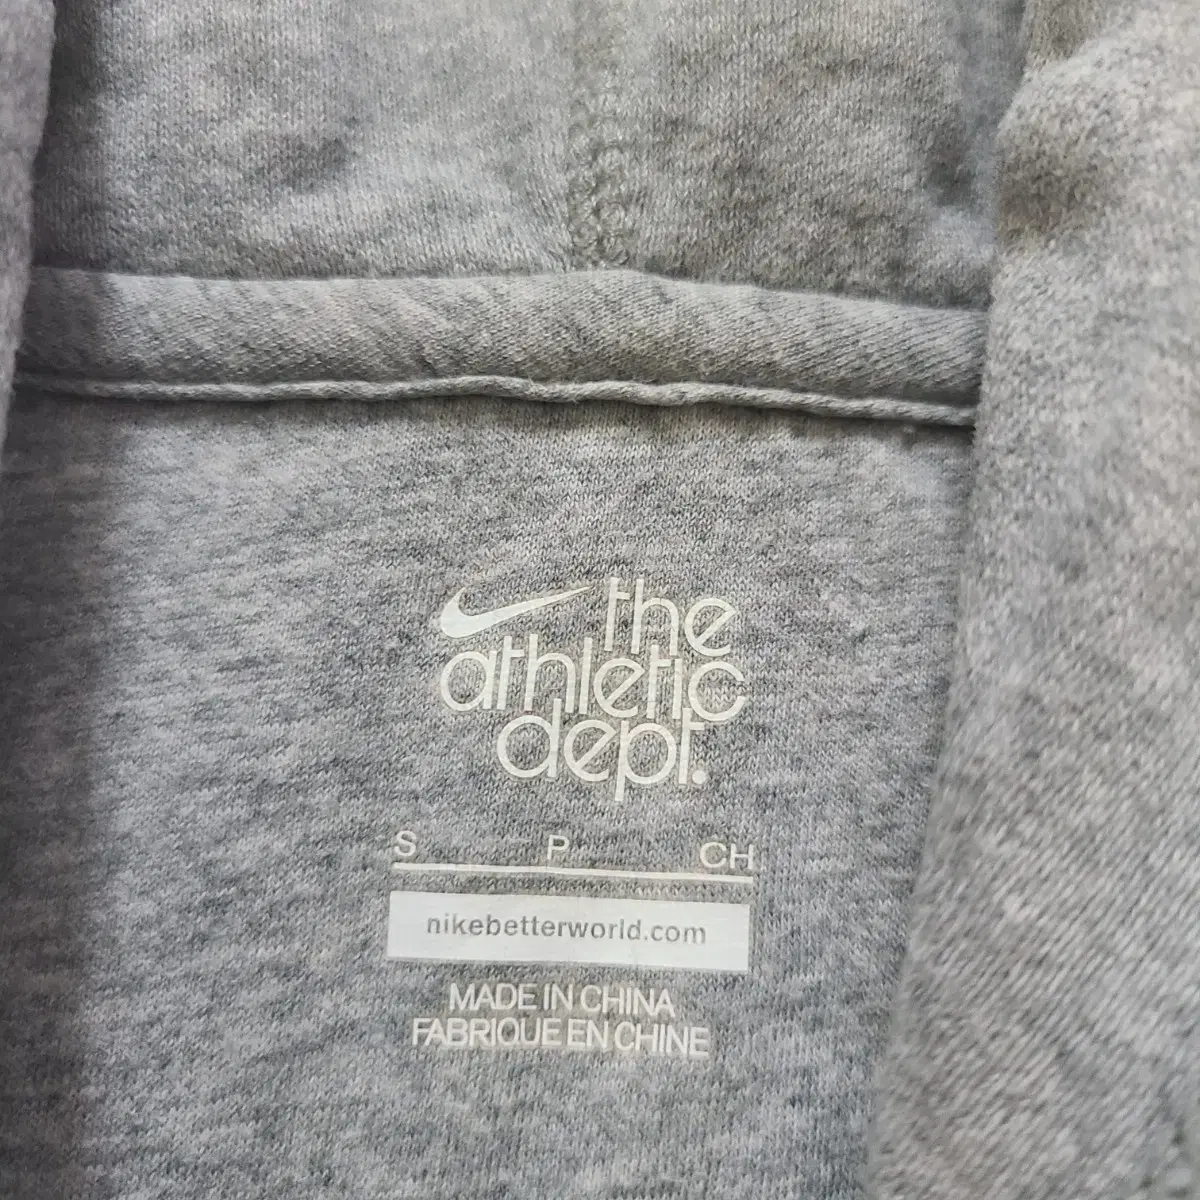 the
athletic
dept.
S P CH
nikebetterworld.com
MADE IN CHINA
FABRIQUE EN CHINE